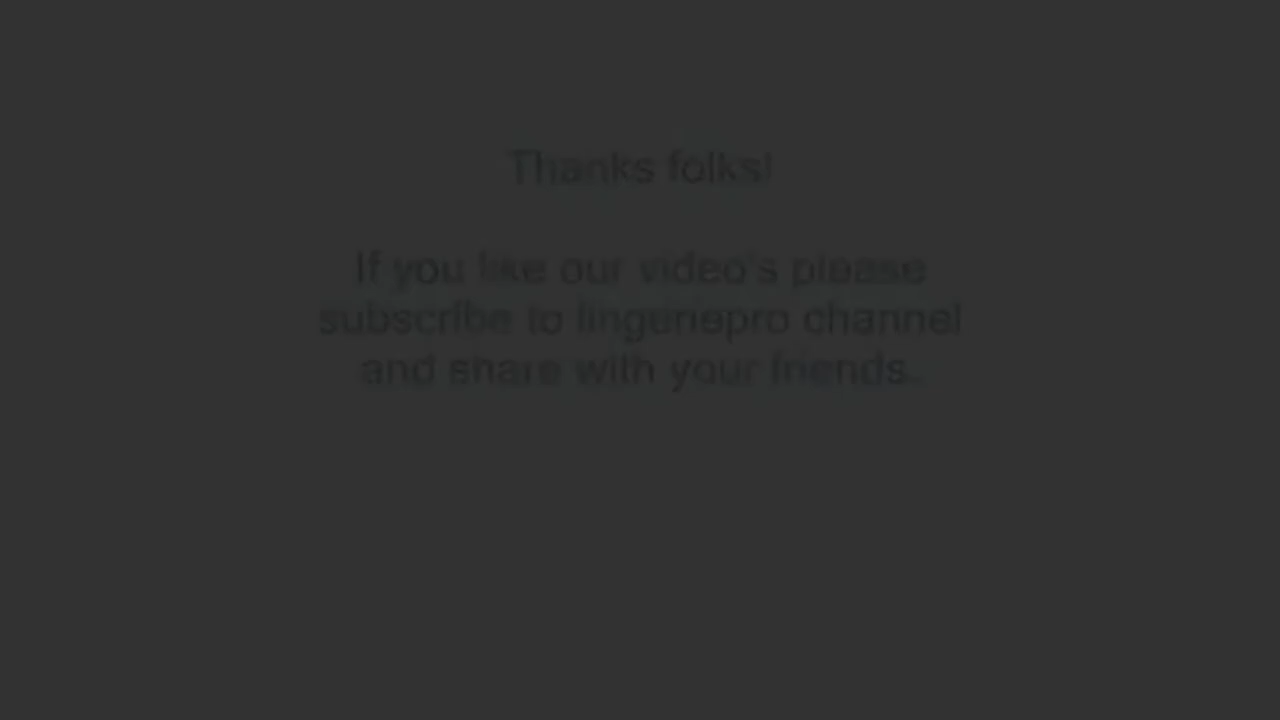 Thanks folks!
If you like our video's please
subscribe to lingeriepro channel
and share with your friends.